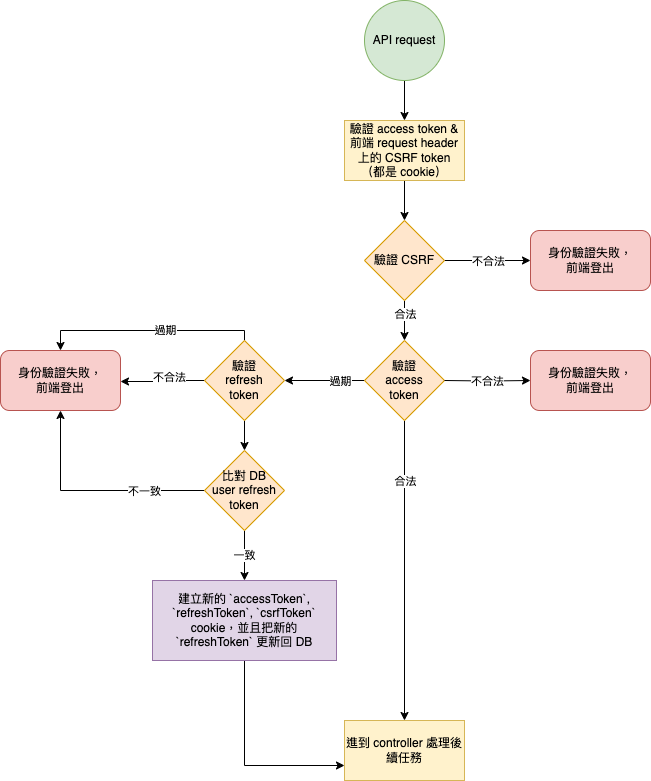 API request
驗證 access token &
前端 request header
上的 CSRF token
（都是 cookie）
驗證 CSRF
不合法
身份驗證失敗，
前端登出
合法
過期
身份驗證失敗，
前端登出
不合法
驗證
refresh
token
過期
驗證
access
token
不合法
身份驗證失敗，
前端登出
比對 DB
user refresh
token
不一致
合法
一致
建立新的 `accessToken`,
`refreshToken`, `csrfToken`
cookie，並且把新的
`refreshToken` 更新回 DB
進到 controller 處理後
續任務